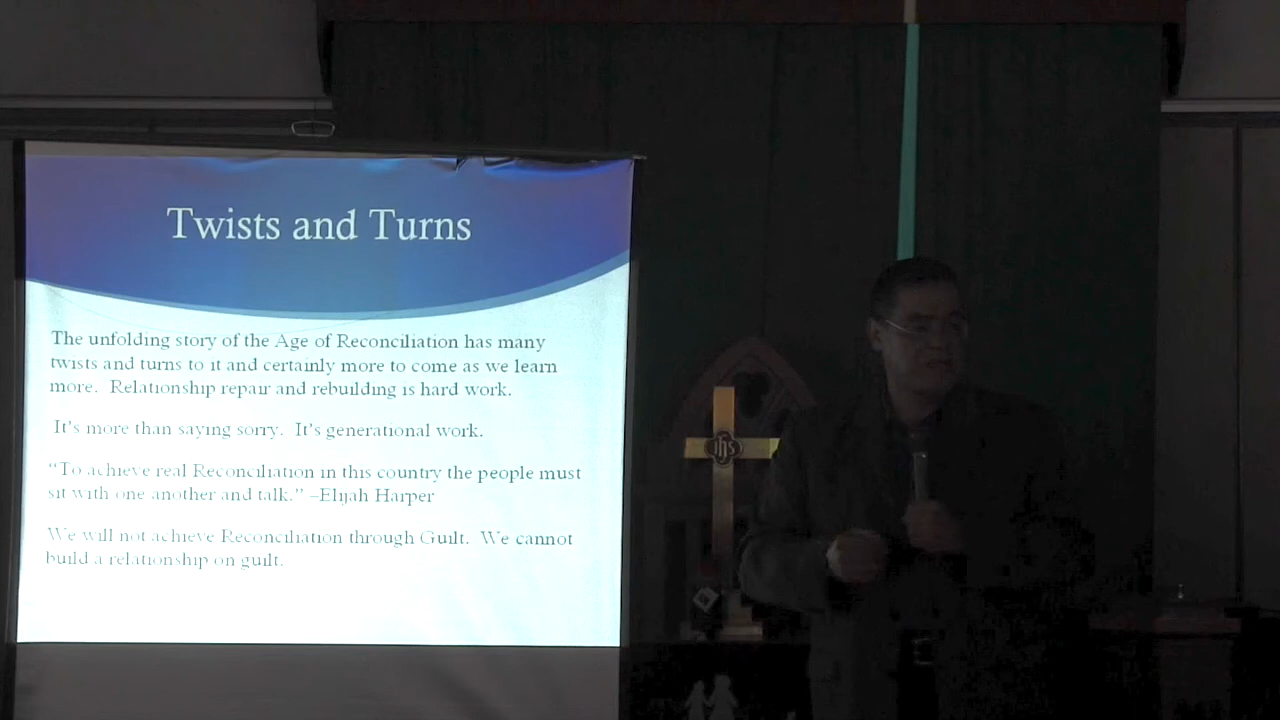 Twists and Turns
The unfolding story of the Age of Reconciliation has many
twists and turns to it and certainly more to come as we learn
more. Relationship repair and rebuilding is hard work.
It's more than saying sorry. It's generational work.
“To achieve real Reconciliation in this country the people must
sit with one another and talk.” –Elijah Harper
We will not achieve Reconciliation through Guilt. We cannot
build a relationship on guilt.
ihs